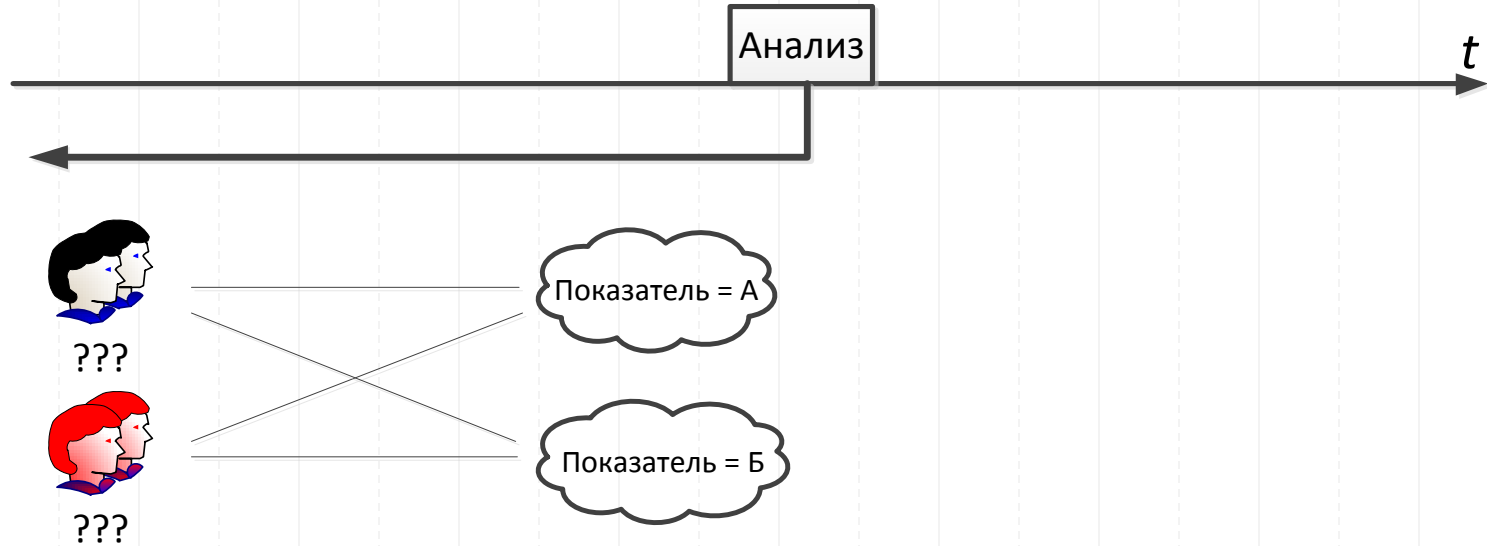 Анализ
t
Показатель = А
???
Показатель = Б
???